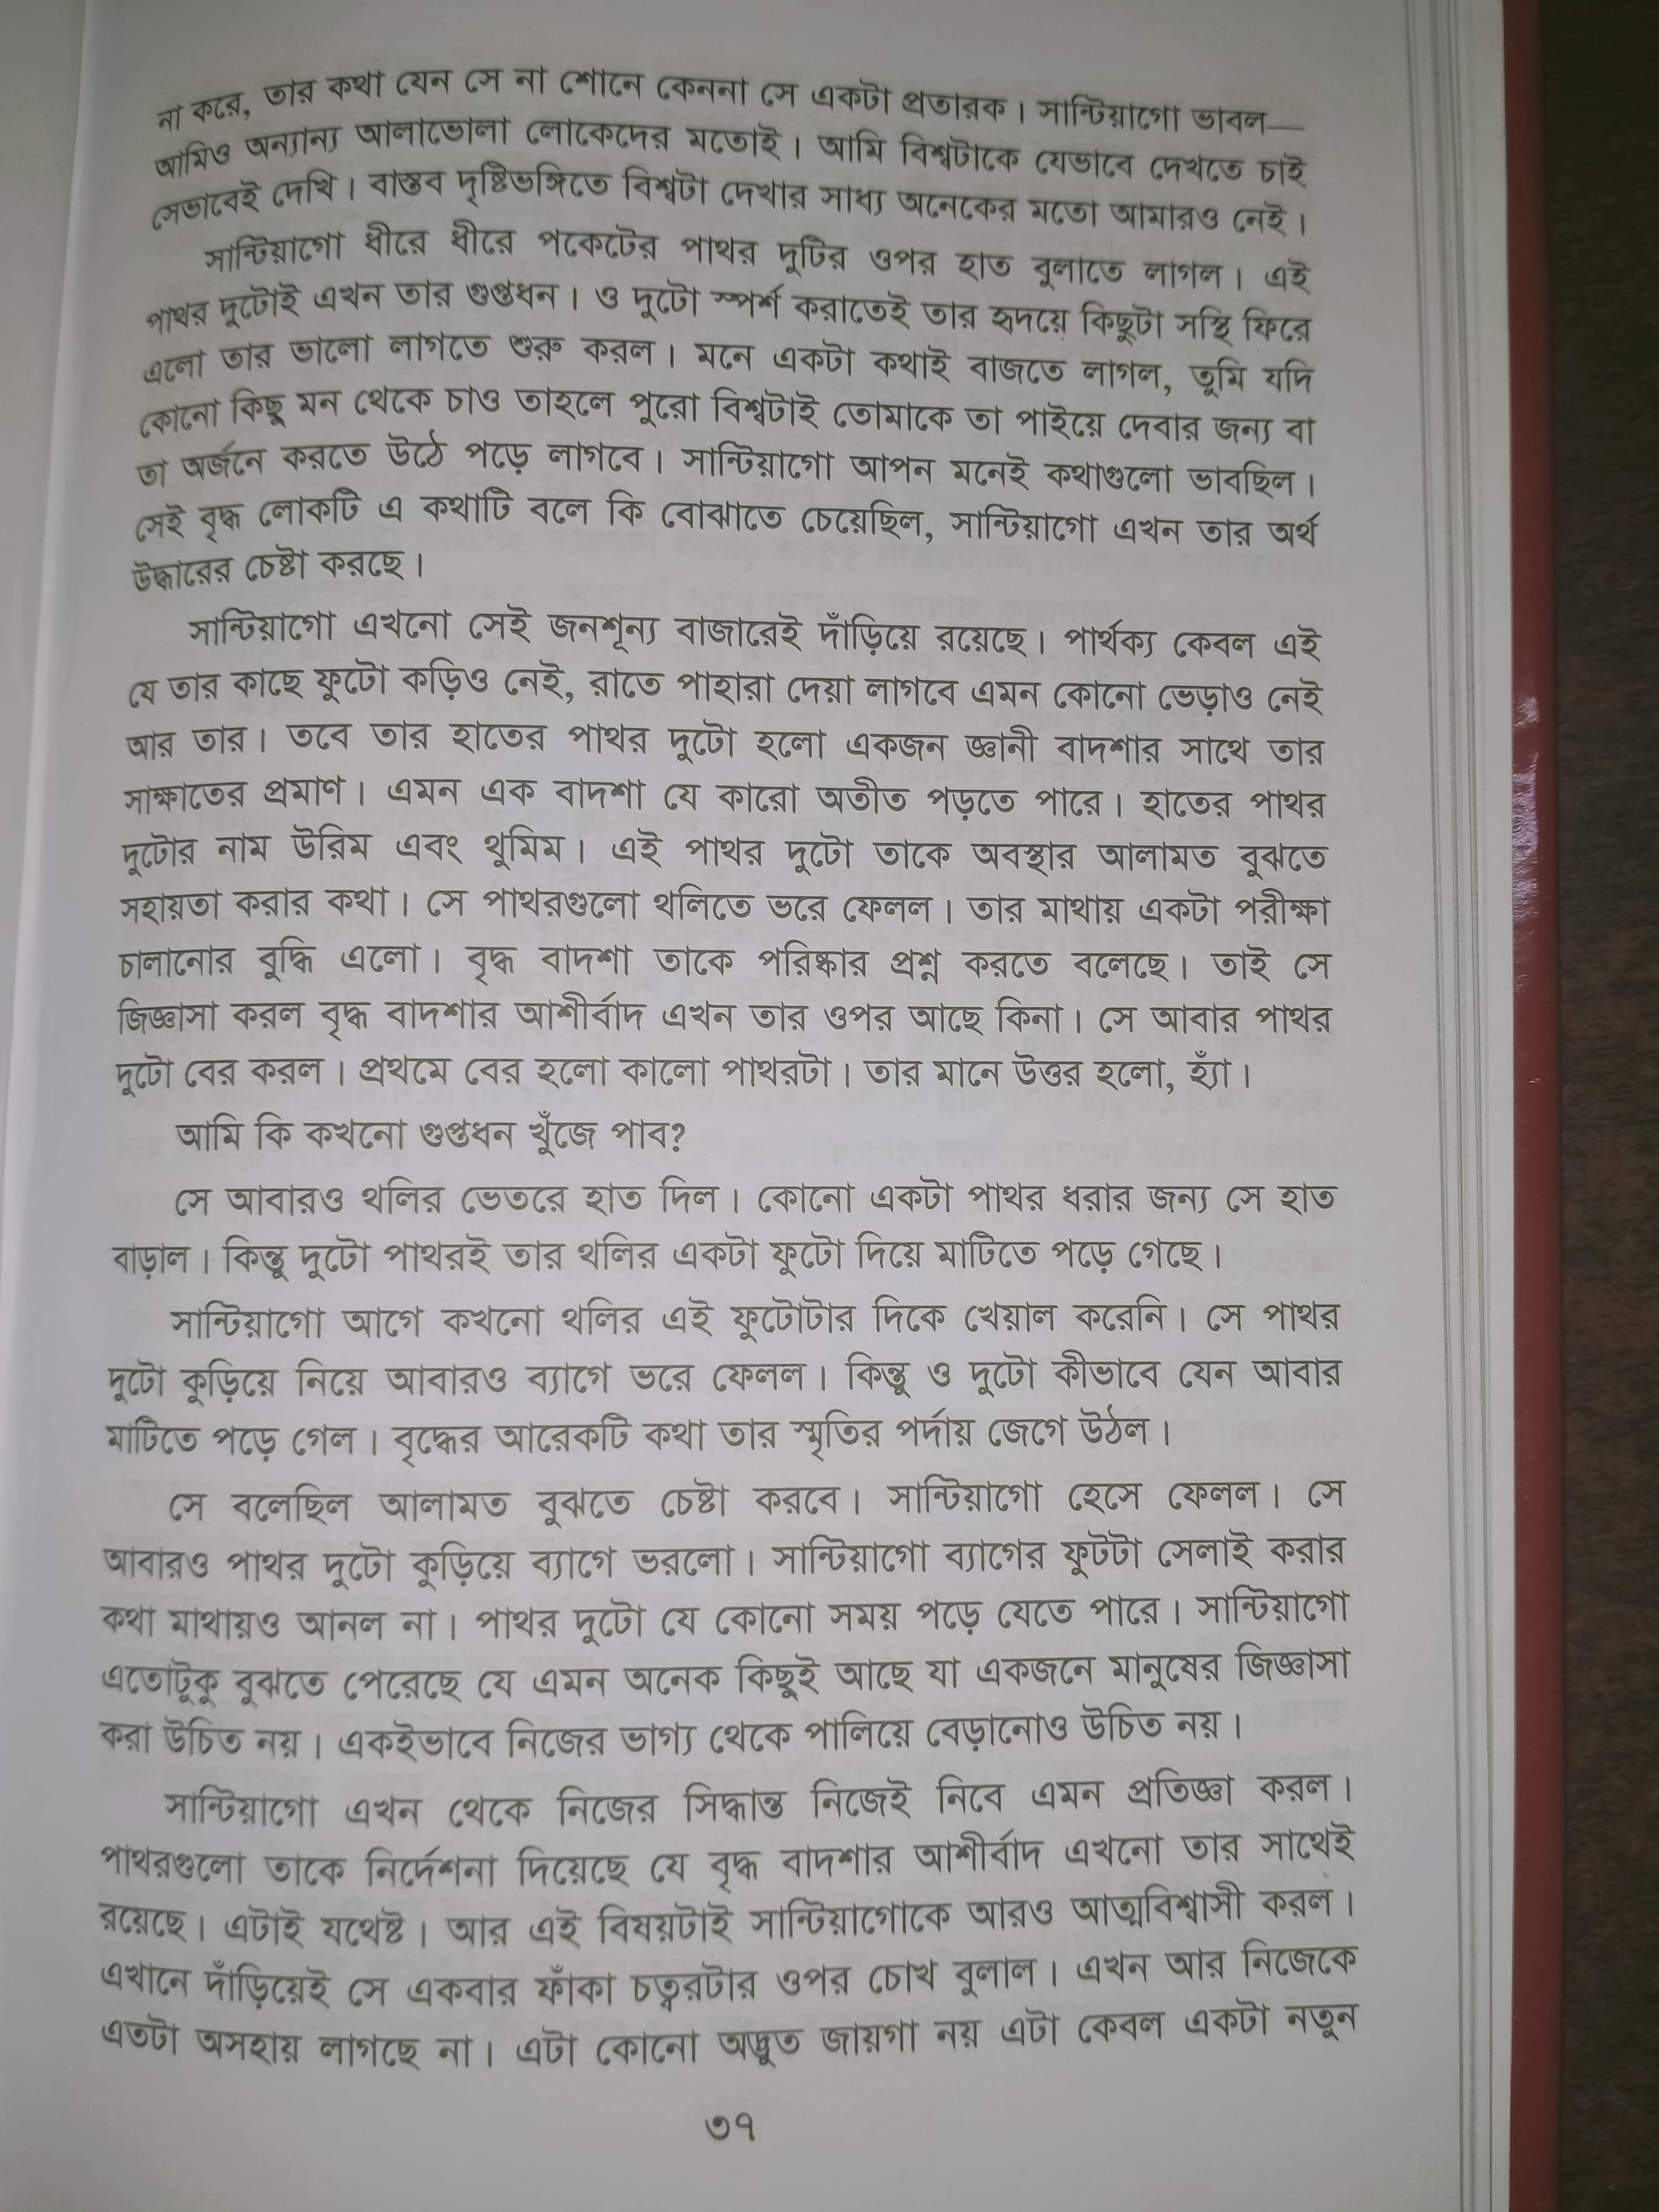 না করে, তার কথা যেন সে না শোনে কেননা সে একটা প্রতারক। সান্টিয়াগো ভাবল—
আমিও অন্যান্য আলাভোলা লোকেদের মতোই। আমি বিশ্বটাকে যেভাবে দেখতে চাই
সেভাবেই দেখি। বাস্তব দৃষ্টিভঙ্গিতে বিশ্বটা দেখার সাধ্য অনেকের মতো আমারও নেই।
সান্টিয়াগো ধীরে ধীরে পকেটের পাথর দুটির ওপর হাত বুলাতে লাগল। এই
পাথর দুটোই এখন তার গুপ্তধন। ও দুটো স্পর্শ করাতেই তার হৃদয়ে কিছুটা সস্থি ফিরে
এলো তার ভালো লাগতে শুরু করল। মনে একটা কথাই বাজতে লাগল, তুমি যদি
কোনো কিছু মন থেকে চাও তাহলে পুরো বিশ্বটাই তোমাকে তা পাইয়ে দেবার জন্য বা
তা অর্জনে করতে উঠে পড়ে লাগবে। সান্টিয়াগো আপন মনেই কথাগুলো ভাবছিল।
সেই বৃদ্ধ লোকটি এ কথাটি বলে কি বোঝাতে চেয়েছিল, সান্টিয়াগো এখন তার অর্থ
উদ্ধারের চেষ্টা করছে।
সান্টিয়াগো এখনো সেই জনশূন্য বাজারেই দাঁড়িয়ে রয়েছে। পার্থক্য কেবল এই
যে তার কাছে ফুটো কড়িও নেই, রাতে পাহারা দেয়া লাগবে এমন কোনো ভেড়াও নেই
আর তার। তবে তার হাতের পাথর দুটো হলো একজন জ্ঞানী বাদশার সাথে তার
সাক্ষাতের প্রমাণ। এমন এক বাদশা যে কারো অতীত পড়তে পারে। হাতের পাথর
দুটোর নাম উরিম এবং থুমিম। এই পাথর দুটো তাকে অবস্থার আলামত বুঝতে
সহায়তা করার কথা। সে পাথরগুলো থলিতে ভরে ফেলল। তার মাথায় একটা পরীক্ষা
চালানোর বুদ্ধি এলো। বৃদ্ধ বাদশা তাকে পরিষ্কার প্রশ্ন করতে বলেছে। তাই সে
জিজ্ঞাসা করল বৃদ্ধ বাদশার আশীর্বাদ এখন তার ওপর আছে কিনা। সে আবার পাথর
দুটো বের করল। প্রথমে বের হলো কালো পাথরটা। তার মানে উত্তর হলো, হ্যাঁ।
আমি কি কখনো গুপ্তধন খুঁজে পাব?
সে আবারও থলির ভেতরে হাত দিল। কোনো একটা পাথর ধরার জন্য সে হাত
বাড়াল। কিন্তু দুটো পাথরই তার থলির একটা ফুটো দিয়ে মাটিতে পড়ে গেছে।
সান্টিয়াগো আগে কখনো থলির এই ফুটোটার দিকে খেয়াল করেনি। সে পাথর
দুটো কুড়িয়ে নিয়ে আবারও ব্যাগে ভরে ফেলল। কিন্তু ও দুটো কীভাবে যেন আবার
মাটিতে পড়ে গেল। বৃদ্ধের আরেকটি কথা তার স্মৃতির পর্দায় জেগে উঠল।
সে বলেছিল আলামত বুঝতে চেষ্টা করবে। সান্টিয়াগো হেসে ফেলল। সে
আবারও পাথর দুটো কুড়িয়ে ব্যাগে ভরলো। সান্টিয়াগো ব্যাগের ফুটটা সেলাই করার
কথা মাথায়ও আনল না। পাথর দুটো যে কোনো সময় পড়ে যেতে পারে। সান্টিয়াগো
এতোটুকু বুঝতে পেরেছে যে এমন অনেক কিছুই আছে যা একজনে মানুষের জিজ্ঞাসা
করা উচিত নয়। একইভাবে নিজের ভাগ্য থেকে পালিয়ে বেড়ানোও উচিত নয়।
সান্টিয়াগো এখন থেকে নিজের সিদ্ধান্ত নিজেই নিবে এমন প্রতিজ্ঞা করল।
পাথরগুলো তাকে নির্দেশনা দিয়েছে যে বৃদ্ধ বাদশার আশীর্বাদ এখনো তার সাথেই
রয়েছে। এটাই যথেষ্ট। আর এই বিষয়টাই সান্টিয়াগোকে আরও আত্মবিশ্বাসী করল।
এখানে দাঁড়িয়েই সে একবার ফাঁকা চত্বরটার ওপর চোখ বুলাল। এখন আর নিজেকে
এতটা অসহায় লাগছে না। এটা কোনো অদ্ভুত জায়গা নয় এটা কেবল একটা নতুন
৩৭